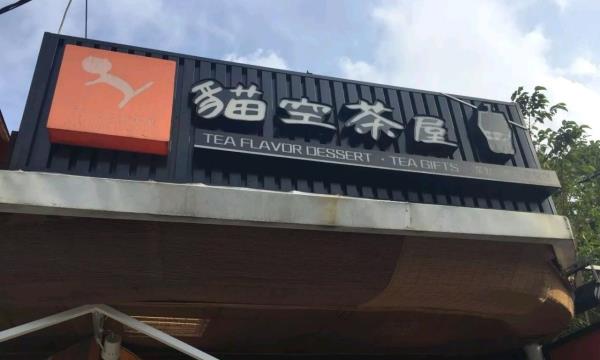 貓空茶屋
TEA FLAVOR DESSERT · TEA GIFTS